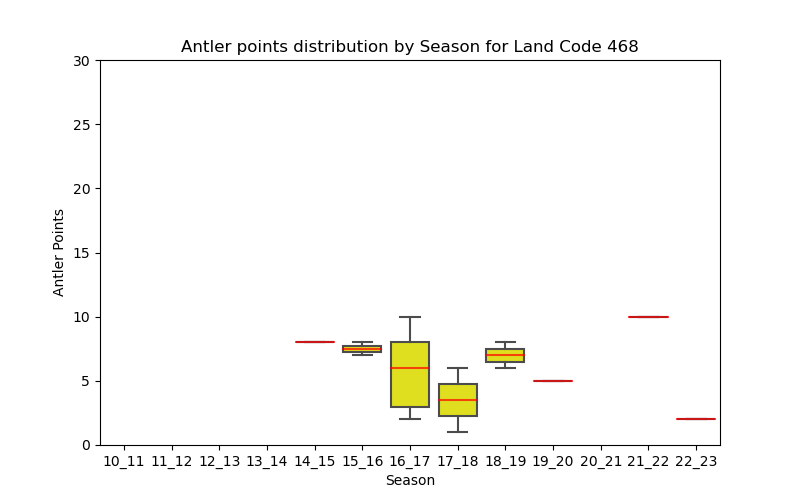 Antler points distribution by Season for Land Code 468
30
25
20
15
10
5
0
Antler Points
10_11 11_12 12_13 13_14 14_15 15_16 16_17 17_18 18_19 19_20 20_21 21_22 22_23
Season